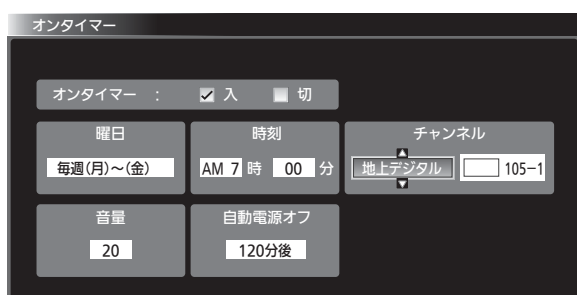 オンタイマー
オンタイマー : 入 切
曜日 時刻 チャンネル
毎週(月)～(金) AM 7 時 00 分 地上デジタル 105-1
音量 自動電源オフ
20 120分後